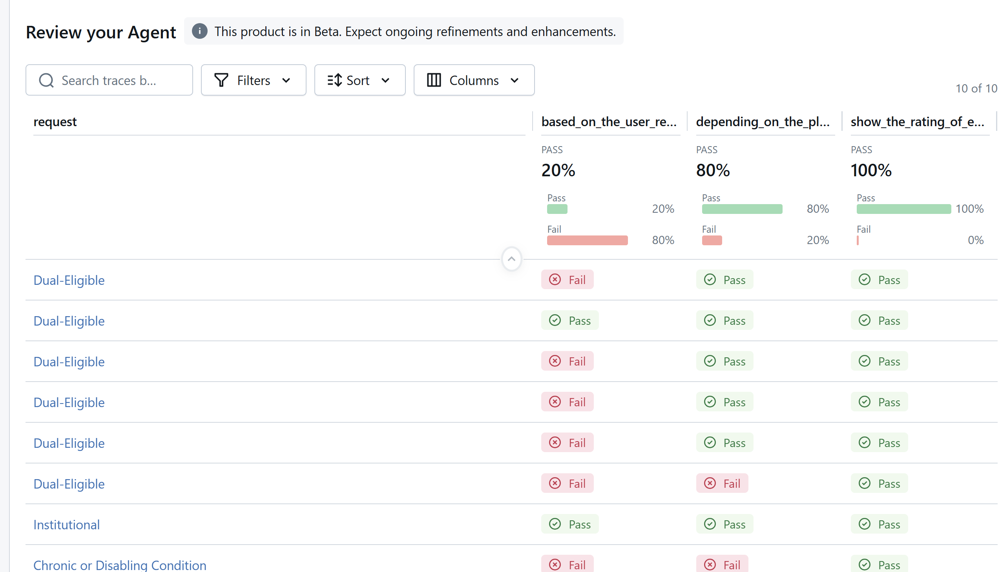 Review your Agent
This product is in Beta. Expect ongoing refinements and enhancements.
Search traces b...
Filters
Sort
Columns
10 of 10
request
based_on_the_user_re...
depending_on_the_pl...
show_the_rating_of_e...
PASS
PASS
PASS
20%
80%
100%
Pass
20%
Pass
80%
Pass
100%
Fail
80%
Fail
20%
Fail
0%
Dual-Eligible Fail Pass Pass
Dual-Eligible Pass Pass Pass
Dual-Eligible Fail Pass Pass
Dual-Eligible Fail Pass Pass
Dual-Eligible Fail Pass Pass
Dual-Eligible Fail Fail Pass
Institutional Pass Pass Pass
Chronic or Disabling Condition Fail Fail Pass